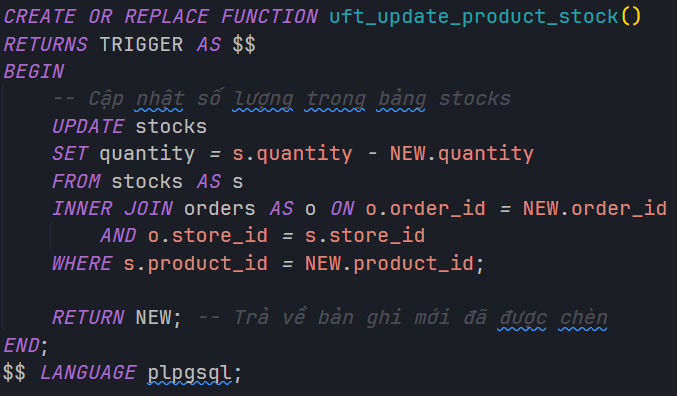 CREATE OR REPLACE FUNCTION uft_update_product_stock()
RETURNS TRIGGER AS $$
BEGIN
    -- Cập nhật số lượng trong bảng stocks
    UPDATE stocks
    SET quantity = s.quantity - NEW.quantity
    FROM stocks AS s
    INNER JOIN orders AS o ON o.order_id = NEW.order_id
        AND o.store_id = s.store_id
    WHERE s.product_id = NEW.product_id;

    RETURN NEW; -- Trả về bản ghi mới đã được chèn
END;
$$ LANGUAGE plpgsql;